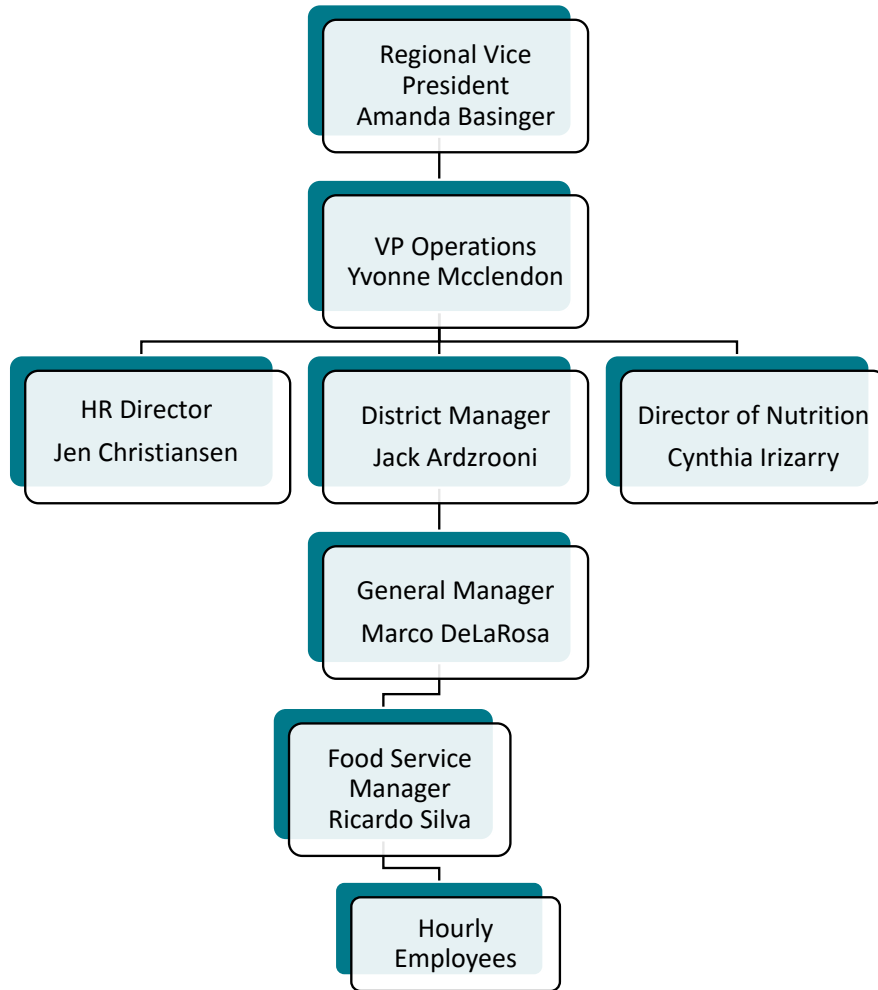 Regional Vice
President
Amanda Basinger
VP Operations
Yvonne Mcclendon
HR Director
Jen Christiansen
District Manager
Jack Ardzrooni
Director of Nutrition
Cynthia Irizarry
General Manager
Marco DeLaRosa
Food Service
Manager
Ricardo Silva
Hourly
Employees